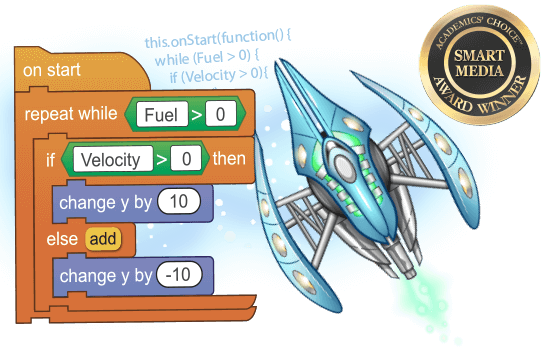 on start
repeat while Fuel > 0
if Velocity > 0 then
change y by 10
else add
change y by -10
this.onStart(function() {
while (Fuel > 0) {
if (Velocity > 0){
ACADEMICS' CHOICE™
SMART
MEDIA
AWARD WINNER